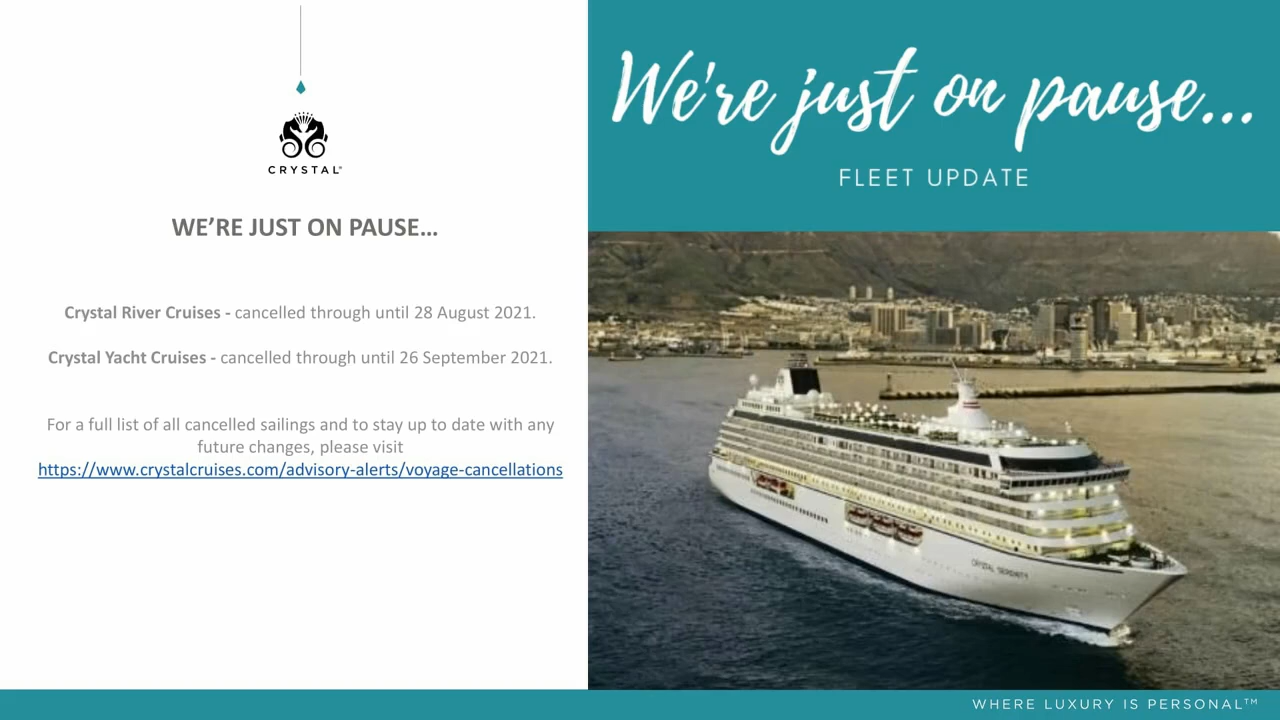 CRYSTAL®
WE’RE JUST ON PAUSE…
Crystal River Cruises - cancelled through until 28 August 2021.
Crystal Yacht Cruises - cancelled through until 26 September 2021.
For a full list of all cancelled sailings and to stay up to date with any
future changes, please visit
https://www.crystalcruises.com/advisory-alerts/voyage-cancellations
We're just on pause...
FLEET UPDATE
CRYSTAL SERENITY
WHERE LUXURY IS PERSONAL™